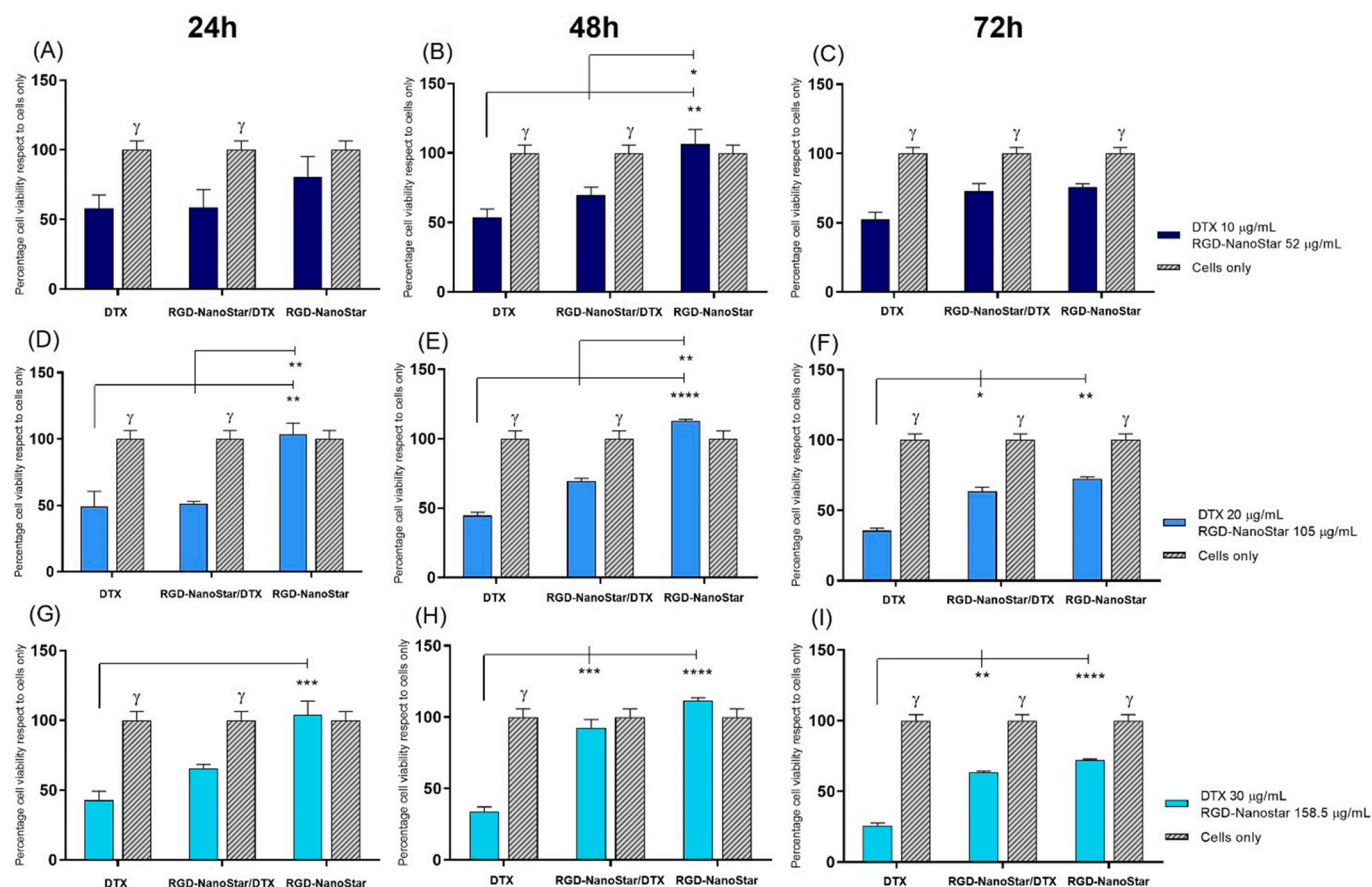 24h
48h
72h
(A)
Percentage cell viability respect to cells only
150
100
50
0
γ
γ
DTX
RGD-NanoStar/DTX
RGD-NanoStar
(B)
Percentage cell viability respect to cells only
150
100
50
0
*
**
γ
γ
DTX
RGD-NanoStar/DTX
RGD-NanoStar
(C)
Percentage cell viability respect to cells only
150
100
50
0
γ
γ
γ
DTX
RGD-NanoStar/DTX
RGD-NanoStar
DTX 10 µg/mL
RGD-NanoStar 52 µg/mL
Cells only
(D)
Percentage cell viability respect to cells only
150
100
50
0
**
**
γ
γ
DTX
RGD-NanoStar/DTX
RGD-NanoStar
(E)
Percentage cell viability respect to cells only
150
100
50
0
**
****
γ
γ
DTX
RGD-NanoStar/DTX
RGD-NanoStar
(F)
Percentage cell viability respect to cells only
150
100
50
0
*
**
γ
γ
γ
DTX
RGD-NanoStar/DTX
RGD-NanoStar
DTX 20 µg/mL
RGD-NanoStar 105 µg/mL
Cells only
(G)
Percentage cell viability respect to cells only
150
100
50
0
***
γ
γ
DTX
RGD-NanoStar/DTX
RGD-NanoStar
(H)
Percentage cell viability respect to cells only
150
100
50
0
***
****
γ
DTX
RGD-NanoStar/DTX
RGD-NanoStar
(I)
Percentage cell viability respect to cells only
150
100
50
0
**
****
γ
γ
γ
DTX
RGD-NanoStar/DTX
RGD-NanoStar
DTX 30 µg/mL
RGD-Nanostar 158.5 µg/mL
Cells only